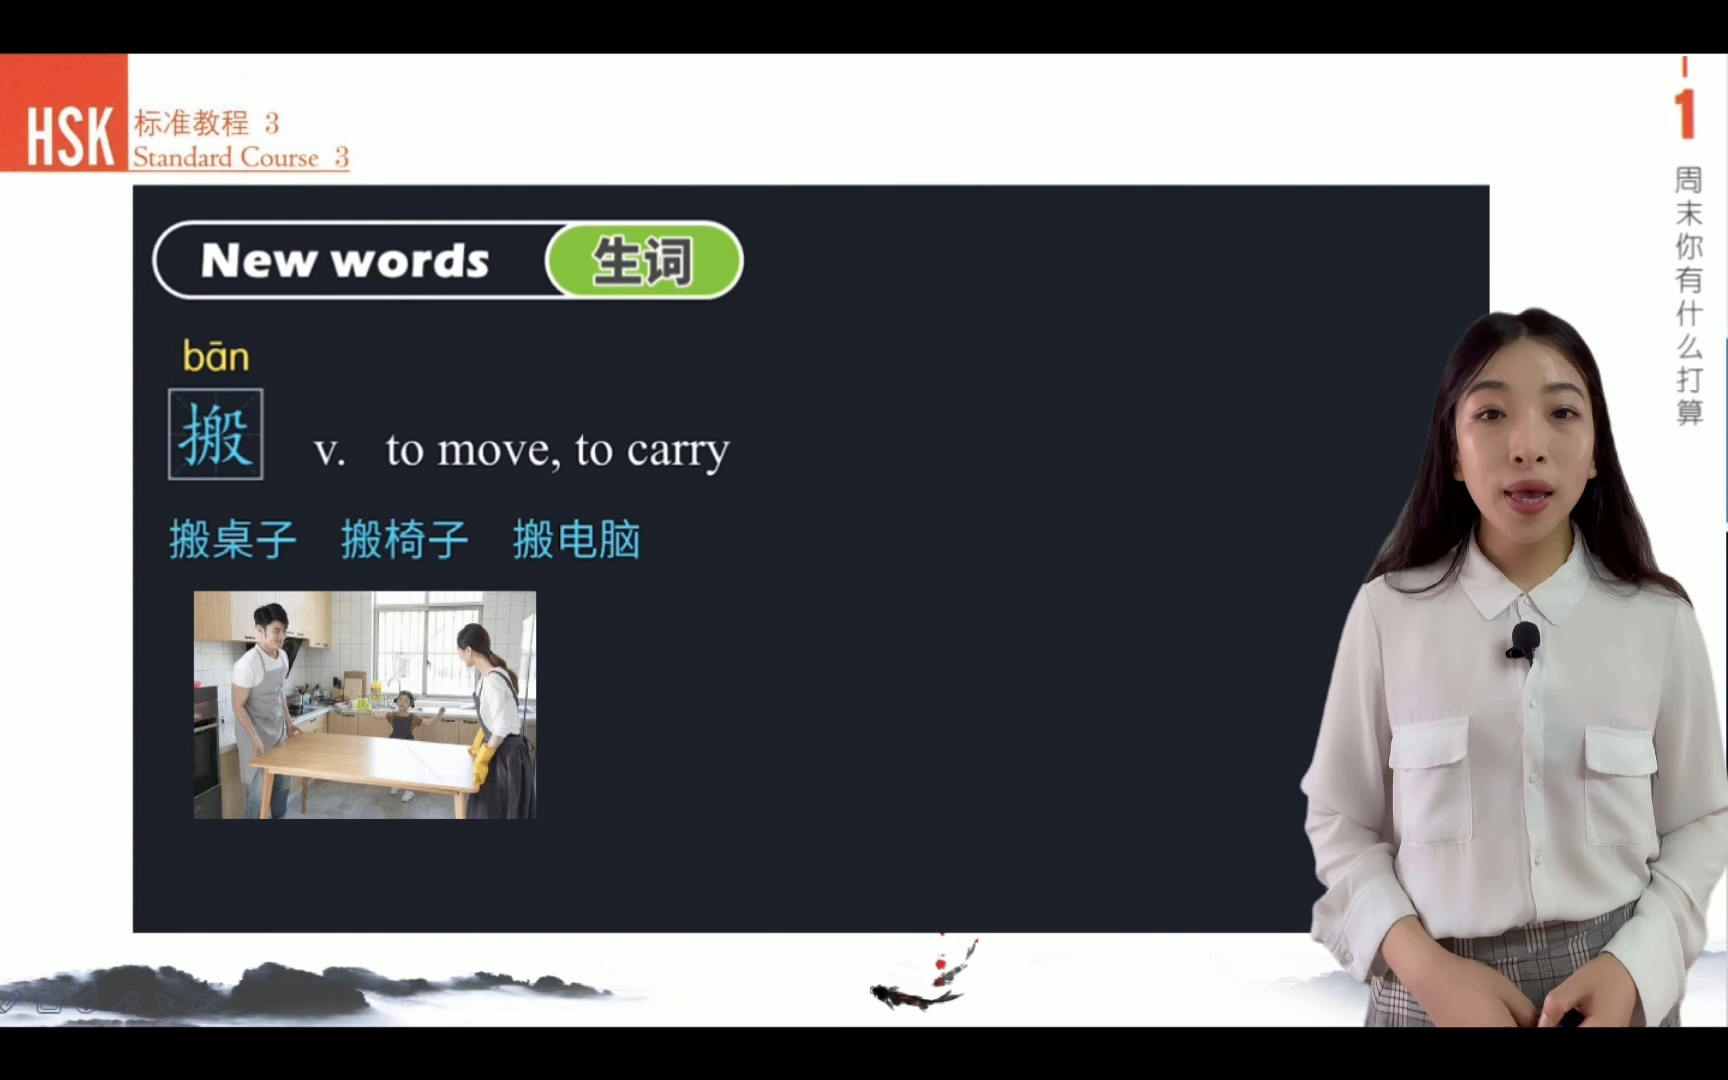 HSK
标准教程 3
Standard Course 3
1
周末你有什么打算
New words 生词
bān
搬 v. to move, to carry
搬桌子 搬椅子 搬电脑